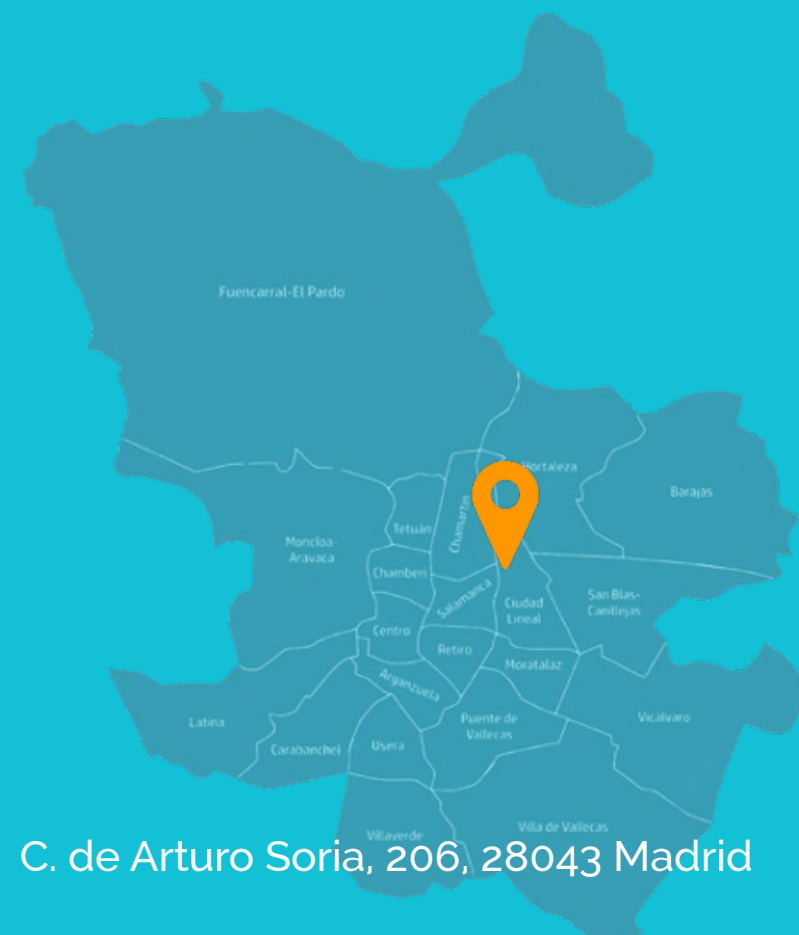 Fuencarral-El Pardo
Hortaleza
Barajas
Chamartín
Tetuán
Moncloa-
Aravaca
Chamberí
Salamanca
Ciudad
Lineal
San Blas-
Canillejas
Centro
Retiro
Moratalaz
Arganzuela
Latina
Carabanchel
Usera
Puente de
Vallecas
Vicálvaro
Villaverde
Villa de Vallecas
C. de Arturo Soria, 206, 28043 Madrid